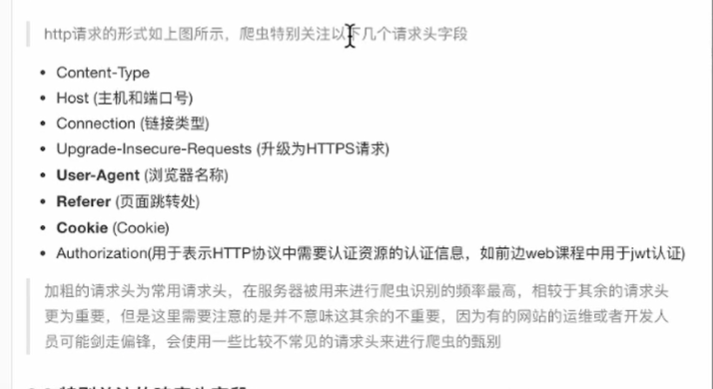 http请求的形式如上图所示，爬虫特别关注以下几个请求头字段
• Content-Type
• Host (主机和端口号)
• Connection (链接类型)
• Upgrade-Insecure-Requests (升级为HTTPS请求)
• User-Agent (浏览器名称)
• Referer (页面跳转处)
• Cookie (Cookie)
• Authorization(用于表示HTTP协议中需要认证资源的认证信息，如前边web课程中用于jwt认证)
加粗的请求头为常用请求头，在服务器被用来进行爬虫识别的频率最高，相较于其余的请求头
更为重要，但是这里需要注意的是并不意味这其余的不重要，因为有的网站的运维或者开发人
员可能剑走偏锋，会使用一些比较不常见的请求头来进行爬虫的甄别